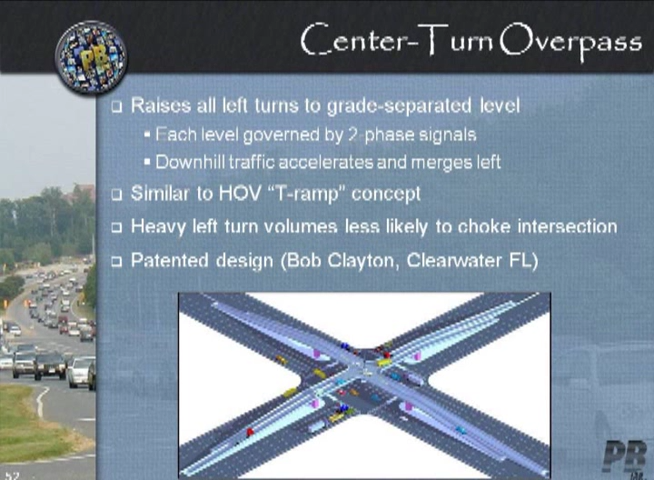 Center-Turn Overpass
PB
Raises all left turns to grade-separated level
Each level governed by 2-phase signals
Downhill traffic accelerates and merges left
Similar to HOV “T-ramp” concept
Heavy left turn volumes less likely to choke intersection
Patented design (Bob Clayton, Clearwater FL)
PB
52